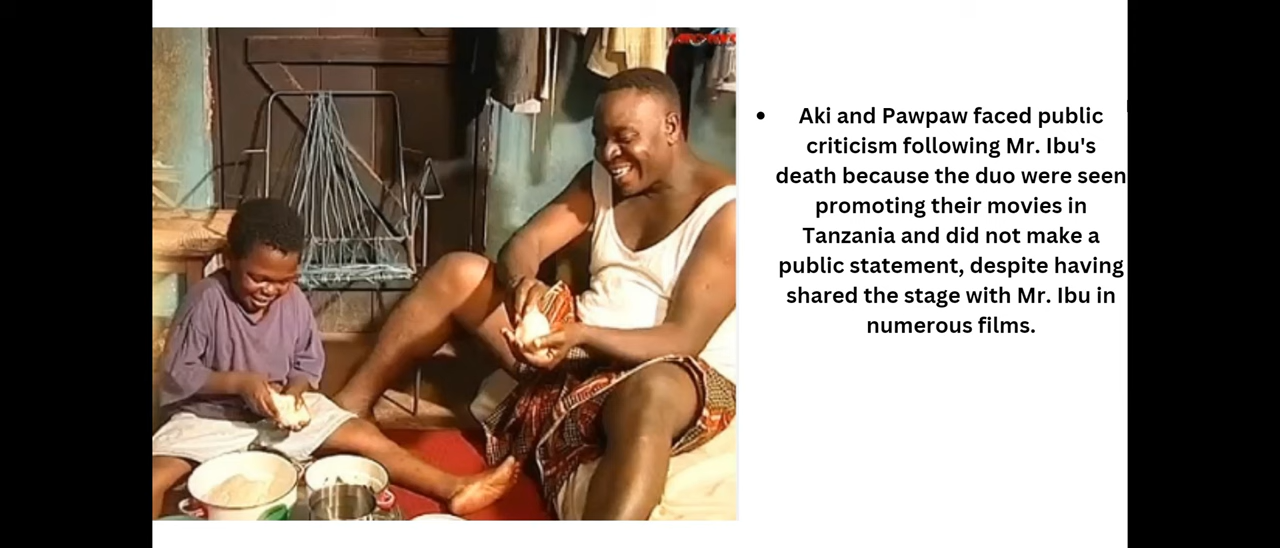 • Aki and Pawpaw faced public
criticism following Mr. Ibu's
death because the duo were seen
promoting their movies in
Tanzania and did not make a
public statement, despite having
shared the stage with Mr. Ibu in
numerous films.